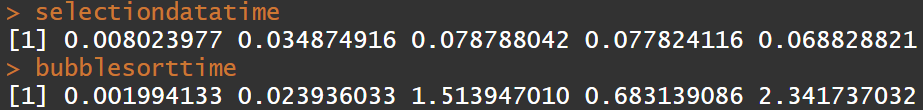 > selectiondatatime
[1] 0.008023977 0.034874916 0.078788042 0.077824116 0.068828821
> bubblesorttime
[1] 0.001994133 0.023936033 1.513947010 0.683139086 2.341737032